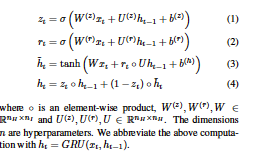 z_t = σ (W^(z)x_t + U^(z)h_{t−1} + b^(z)) (1)
r_t = σ (W^(r)x_t + U^(r)h_{t−1} + b^(r)) (2)
h̃_t = tanh (Wx_t + r_t ∘ Uh_{t−1} + b^(h)) (3)
h_t = z_t ∘ h_{t−1} + (1 − z_t) ∘ h̃_t (4)
where ∘ is an element-wise product, W^(z), W^(r), W ∈
ℝ^{n_H×n_I} and U^(z), U^(r), U ∈ ℝ^{n_H×n_H}. The dimensions
n are hyperparameters. We abbreviate the above computa-
tion with h_t = GRU(x_t, h_{t−1}).